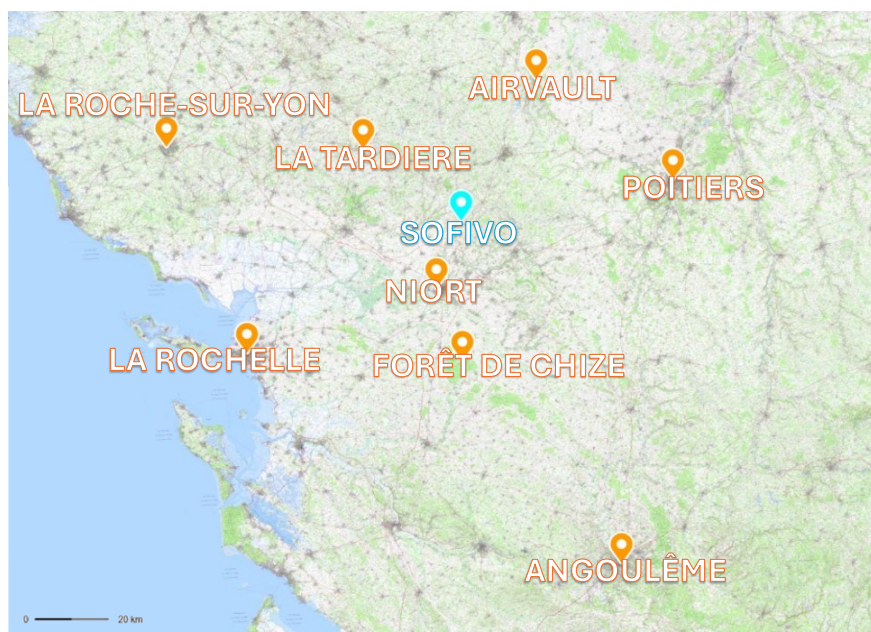 AIRVAULT
LA ROCHE-SUR-YON
LA TARDIERE
POITIERS
SOFIVO
NIORT
LA ROCHELLE
FORÊT DE CHIZE
ANGOULÊME
0 20 km